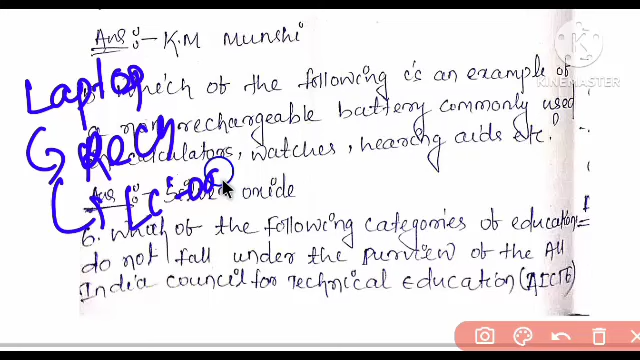 Ans :- K.M Munshi
Laptop
which of the following is an example of
KINEMASTER
a non-rechargeable battery commonly used
RECH
calculators, watches, hearing aids etc?
Ans :- oxide
6. Which of the following categories of education
do not fall under the purview of the All
India council for Technical Education (AICTE)